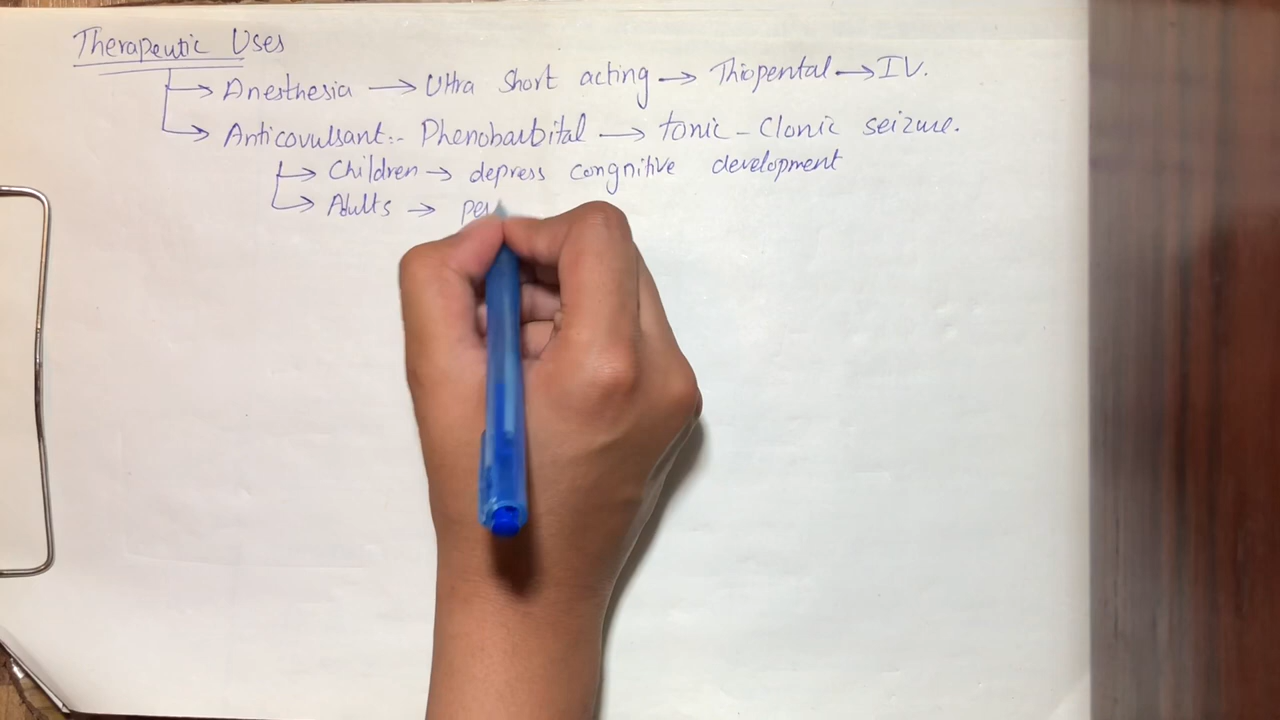 Therapeutic Uses
→ Anesthesia → Ultra Short acting → Thiopental → IV.
→ Anticovulsant:- Phenobarbital → tonic - Clonic seizure.
→ Children → depress congnitive development
→ Adults →